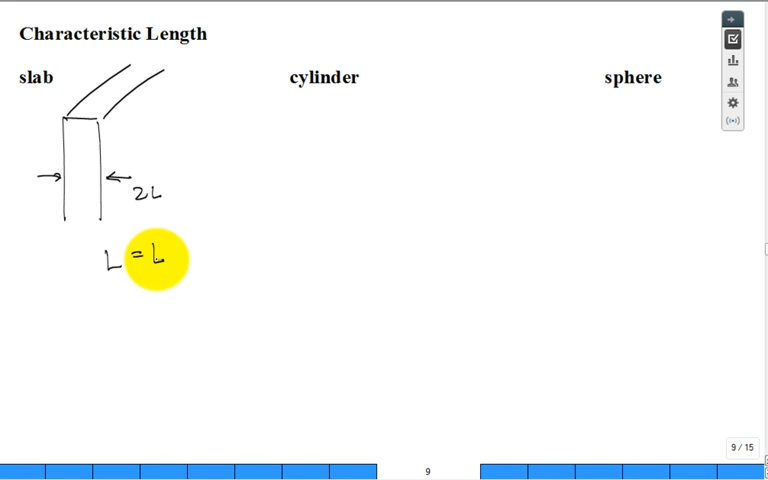 Characteristic Length
slab cylinder sphere
2L
L = L
9 / 15
9